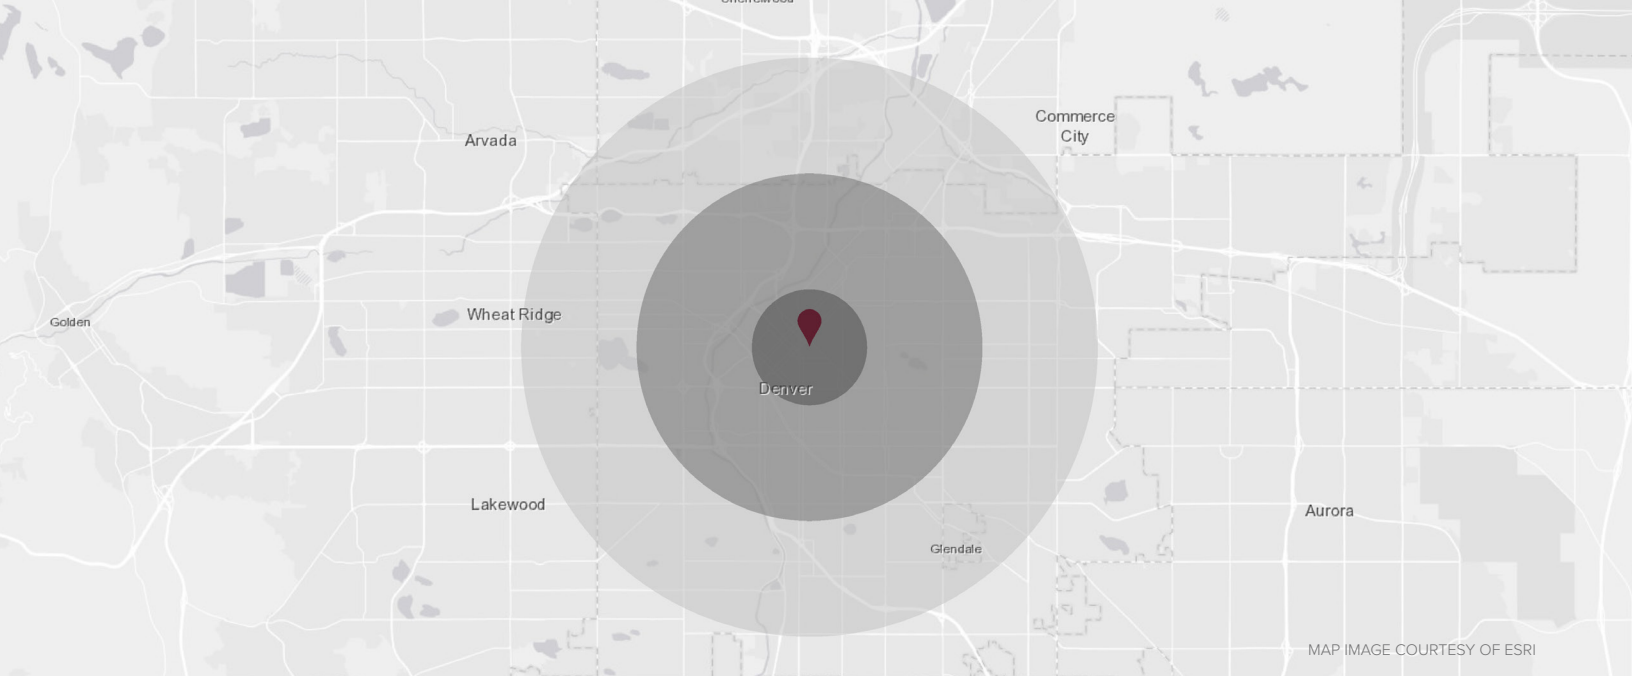 Commerce
City
Arvada
Wheat Ridge
Golden
Denver
Lakewood
Aurora
Glendale
MAP IMAGE COURTESY OF ESRI